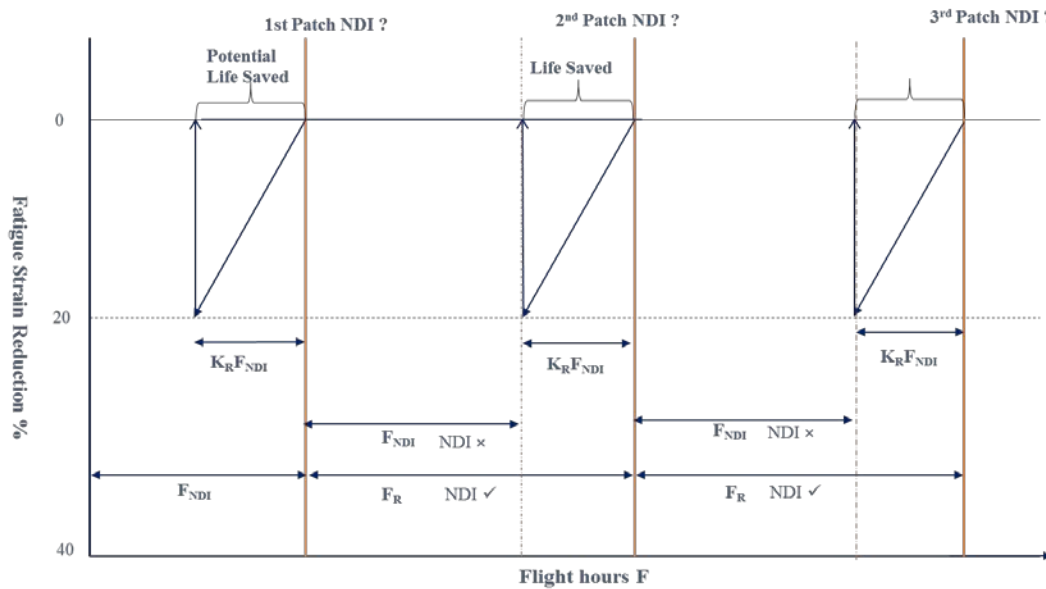 1st Patch NDI ?
2nd Patch NDI ?
3rd Patch NDI ?
Potential
Life Saved
Life Saved
0
20
40
Fatigue Strain Reduction %
KRFNDI
KRFNDI
KRFNDI
FNDI NDI ×
FNDI NDI ×
FNDI
FR NDI ✓
FR NDI ✓
Flight hours F